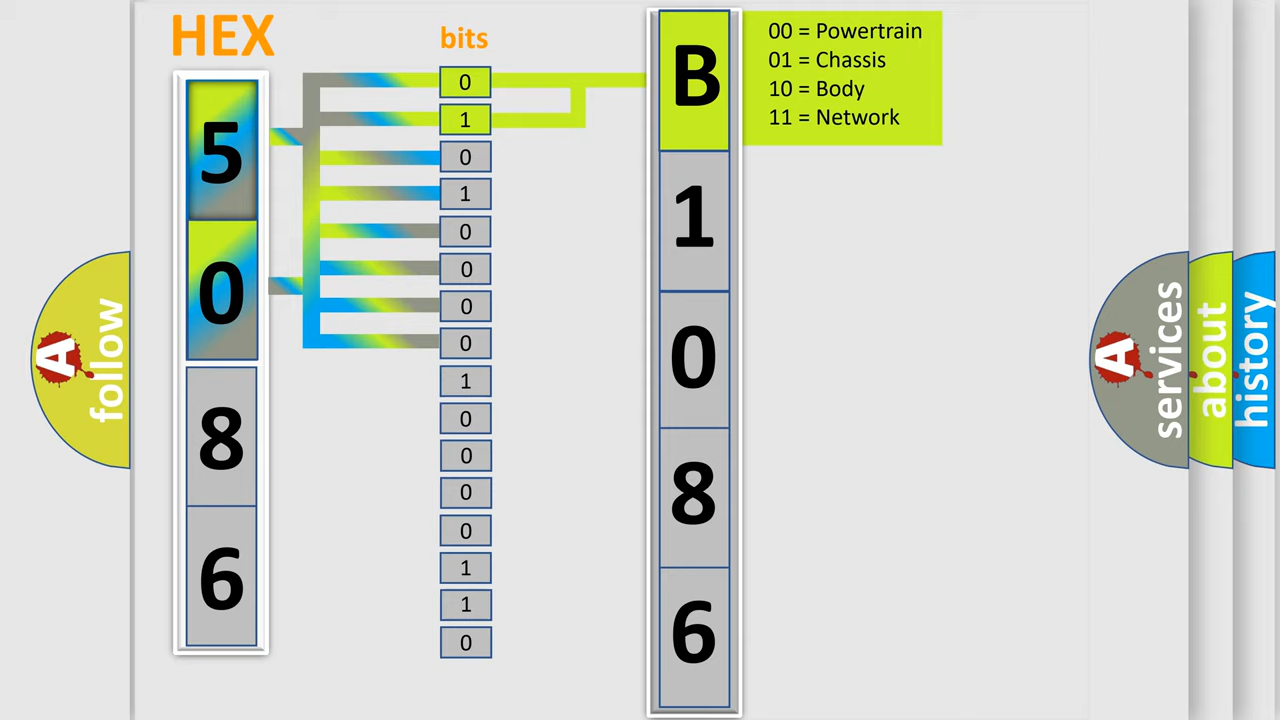 HEX
bits
5
0
8
6
0
1
0
1
0
0
0
0
1
0
0
0
0
1
1
0
B
1
0
8
6
00 = Powertrain
01 = Chassis
10 = Body
11 = Network
A follow
A services
about
history